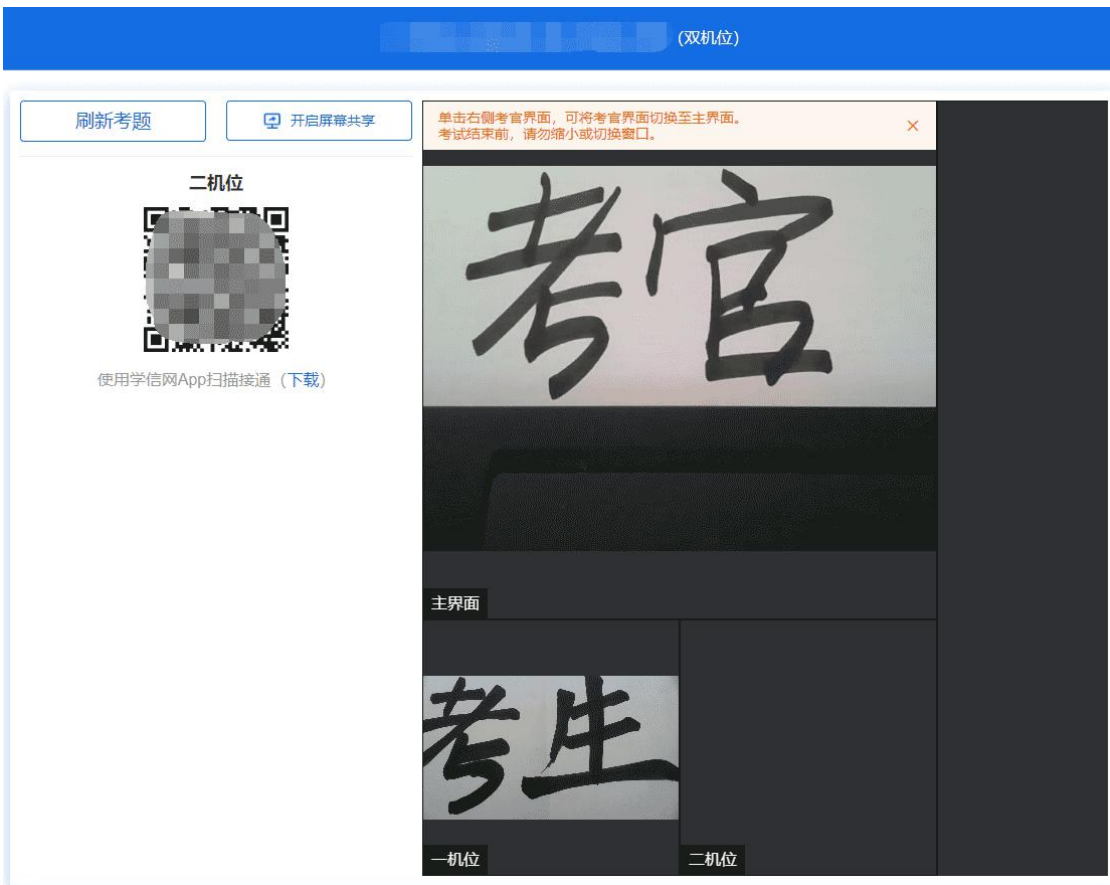 (双机位)
刷新考题
开启屏幕共享
二机位
使用学信网App扫描接通（下载）
单击右侧考官界面，可将考官界面切换至主界面。
考试结束前，请勿缩小或切换窗口。
考官
主界面
考生
一机位
二机位